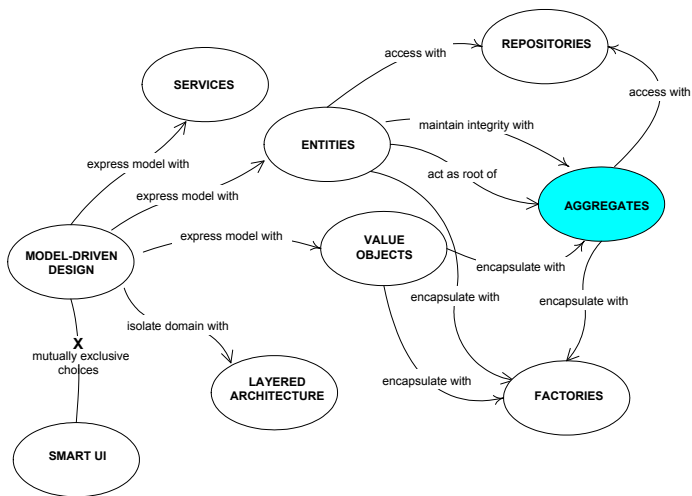 REPOSITORIES
access with
SERVICES
access with
maintain integrity with
ENTITIES
express model with
act as root of
express model with
AGGREGATES
express model with
VALUE
OBJECTS
MODEL-DRIVEN
DESIGN
encapsulate with
encapsulate with
encapsulate with
isolate domain with
X
mutually exclusive
choices
encapsulate with
LAYERED
ARCHITECTURE
FACTORIES
SMART UI